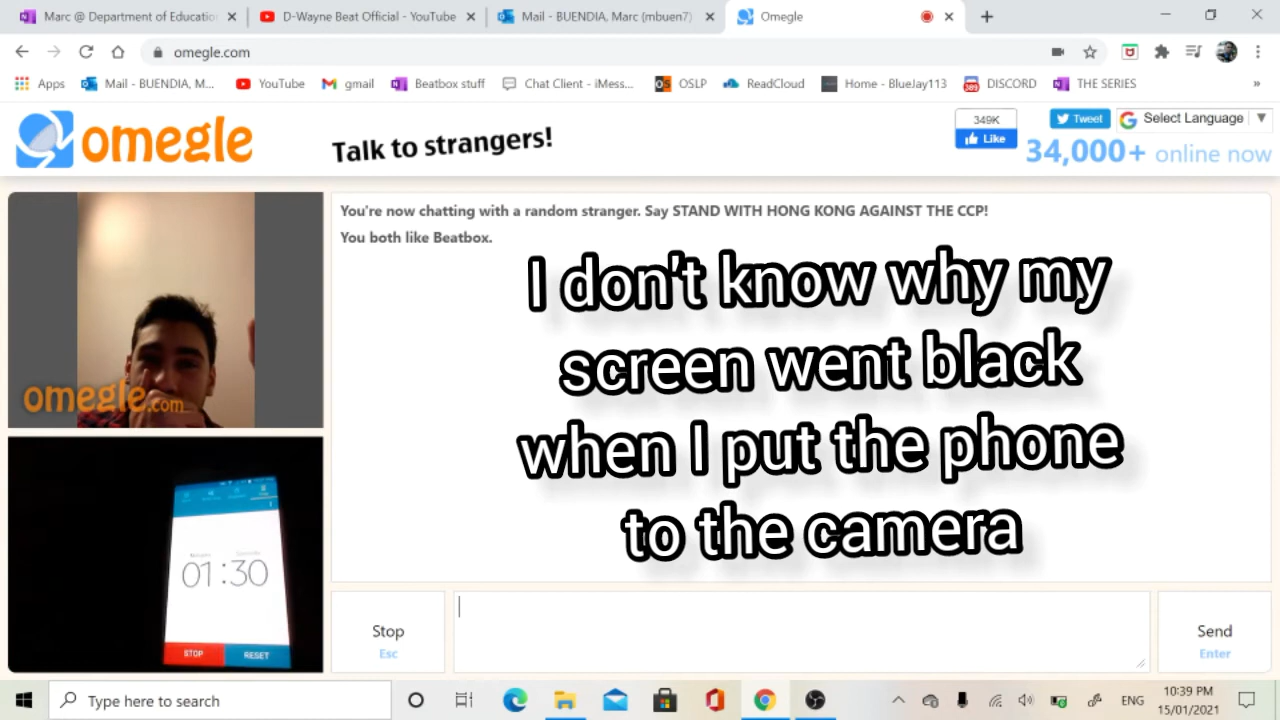 Marc @ Department of Educatio
D-Wayne Beat Official - YouTube
Mail - BUENDIA, Marc (mbuen7)
Omegle
omegle.com
Apps
Mail - BUENDIA, M...
YouTube
gmail
Beatbox stuff
Chat Client - iMess...
OSLP
ReadCloud
Home - BlueJay113
389
DISCORD
THE SERIES
»
omegle
Talk to strangers!
349K
Like
Tweet
G Select Language
34,000+ online now
You're now chatting with a random stranger. Say STAND WITH HONG KONG AGAINST THE CCP!
You both like Beatbox.
I don't know why my
screen went black
when I put the phone
to the camera
omegle.com
01:30
STOP RESET
Stop
Esc
Send
Enter
Type here to search
ENG
10:39 PM
15/01/2021